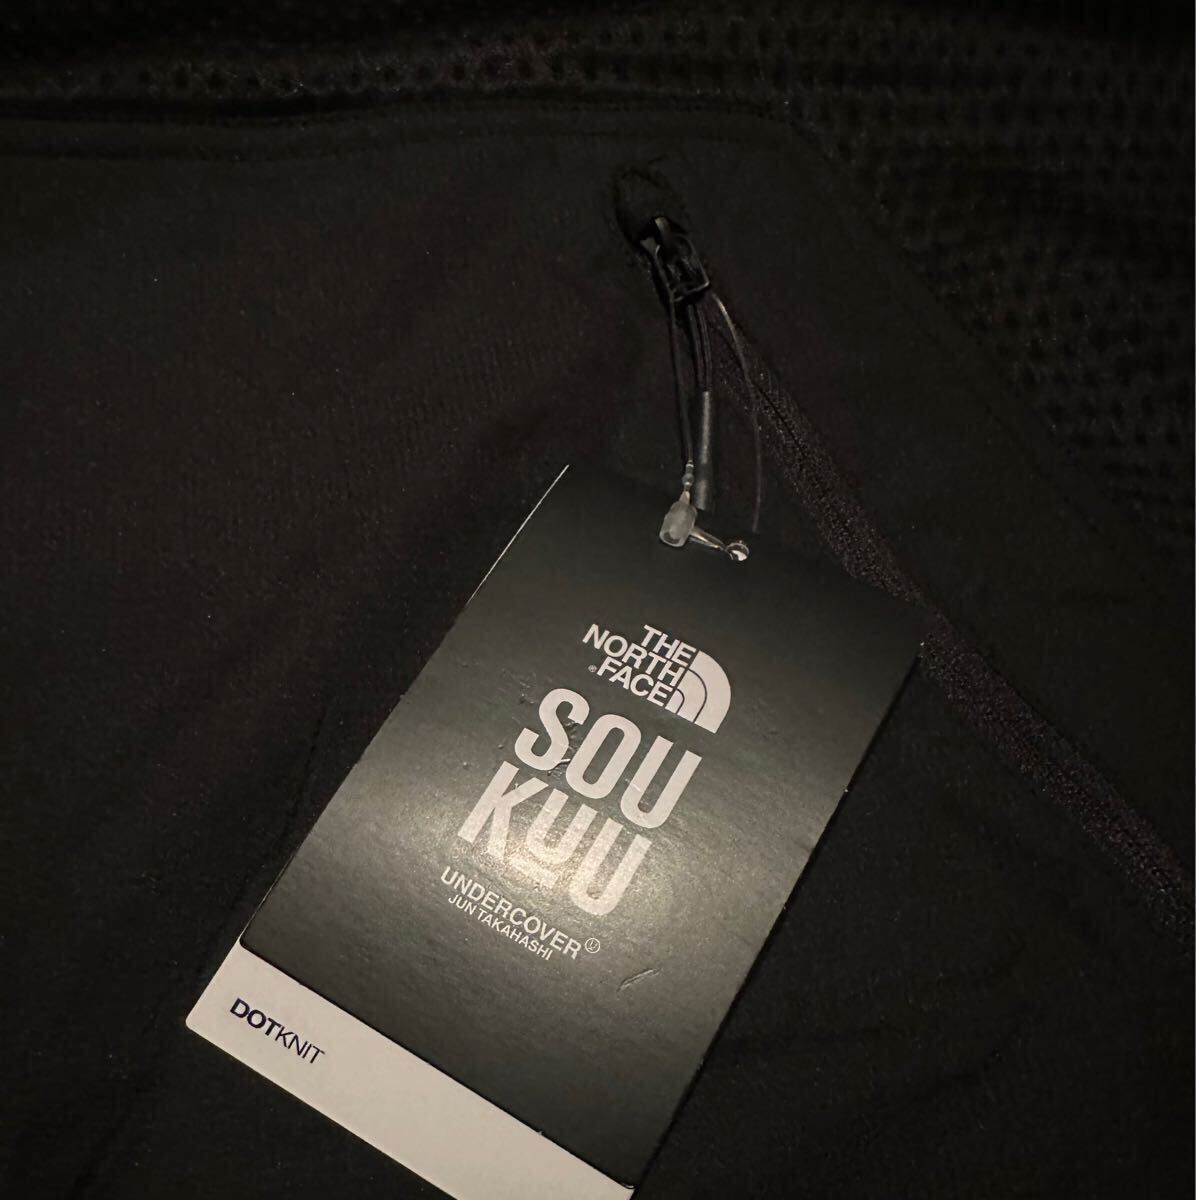 THE
NORTH
FACE®
SOU
KUU
UNDERCOVER Ⓤ
JUN TAKAHASHI
DOTKNIT